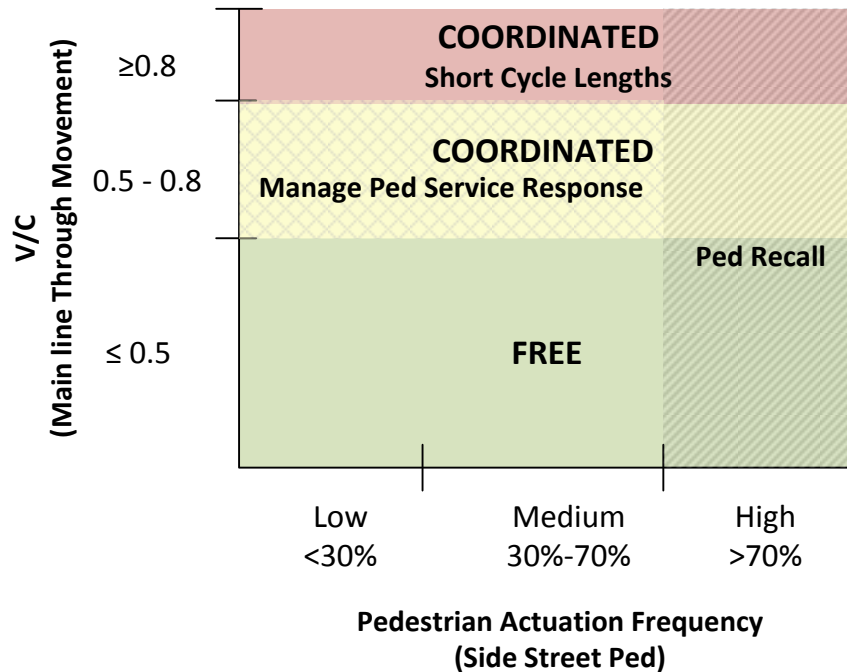 V/C
(Main line Through Movement)
≥0.8
0.5 - 0.8
≤ 0.5
COORDINATED
Short Cycle Lengths
COORDINATED
Manage Ped Service Response
Ped Recall
FREE
Low
<30%
Medium
30%-70%
High
>70%
Pedestrian Actuation Frequency
(Side Street Ped)